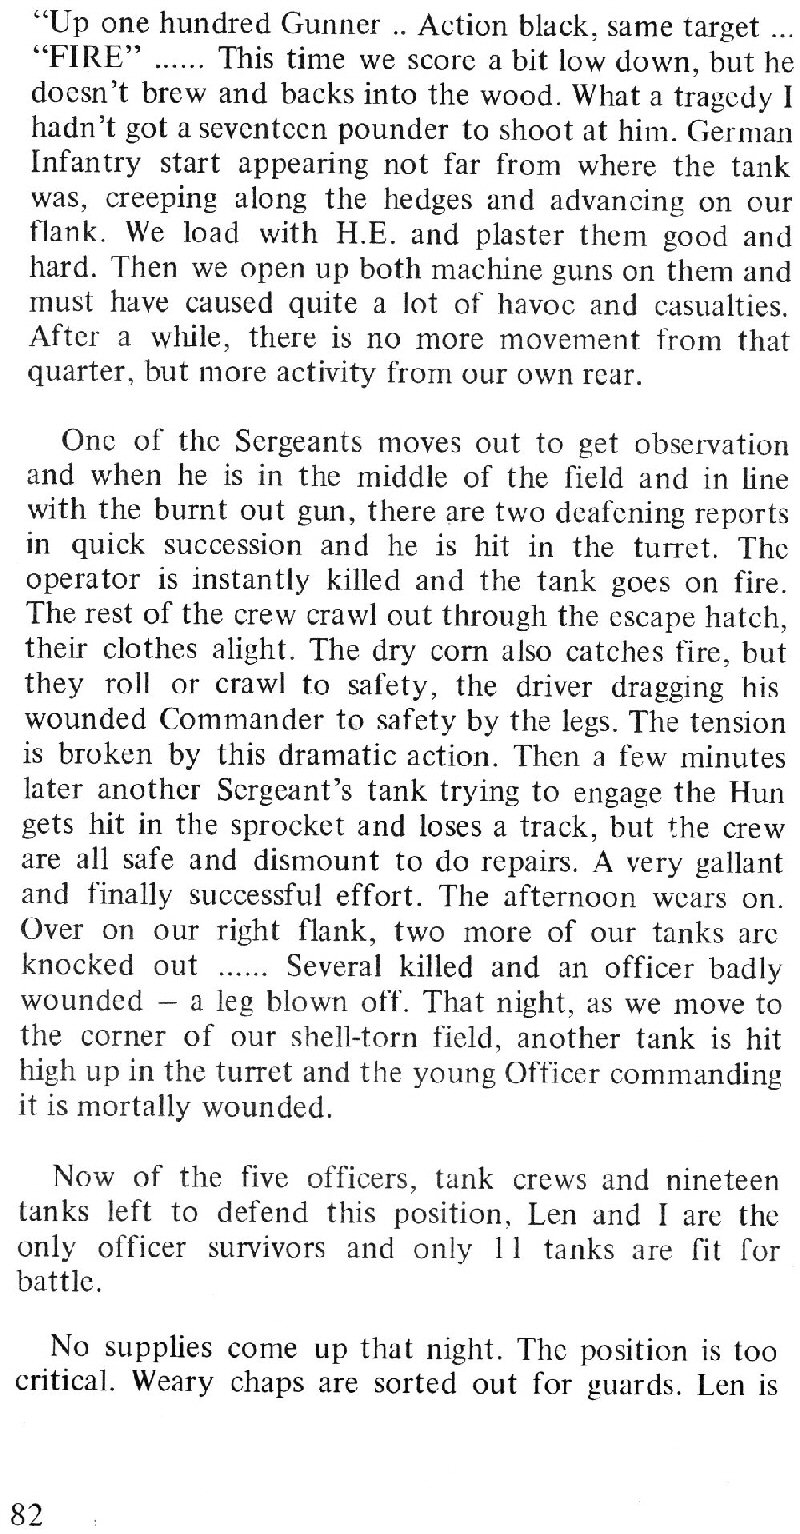 “Up one hundred Gunner .. Action black, same target ...
“FIRE” ...... This time we score a bit low down, but he
doesn’t brew and backs into the wood. What a tragedy I
hadn’t got a seventeen pounder to shoot at him. German
Infantry start appearing not far from where the tank
was, creeping along the hedges and advancing on our
flank. We load with H.E. and plaster them good and
hard. Then we open up both machine guns on them and
must have caused quite a lot of havoc and casualties.
After a while, there is no more movement from that
quarter, but more activity from our own rear.
One of the Sergeants moves out to get observation
and when he is in the middle of the field and in line
with the burnt out gun, there are two deafening reports
in quick succession and he is hit in the turret. The
operator is instantly killed and the tank goes on fire.
The rest of the crew crawl out through the escape hatch,
their clothes alight. The dry corn also catches fire, but
they roll or crawl to safety, the driver dragging his
wounded Commander to safety by the legs. The tension
is broken by this dramatic action. Then a few minutes
later another Sergeant’s tank trying to engage the Hun
gets hit in the sprocket and loses a track, but the crew
are all safe and dismount to do repairs. A very gallant
and finally successful effort. The afternoon wears on.
Over on our right flank, two more of our tanks are
knocked out ...... Several killed and an officer badly
wounded – a leg blown off. That night, as we move to
the corner of our shell-torn field, another tank is hit
high up in the turret and the young Officer commanding
it is mortally wounded.
Now of the five officers, tank crews and nineteen
tanks left to defend this position, Len and I are the
only officer survivors and only 11 tanks are fit for
battle.
No supplies come up that night. The position is too
critical. Weary chaps are sorted out for guards. Len is
82